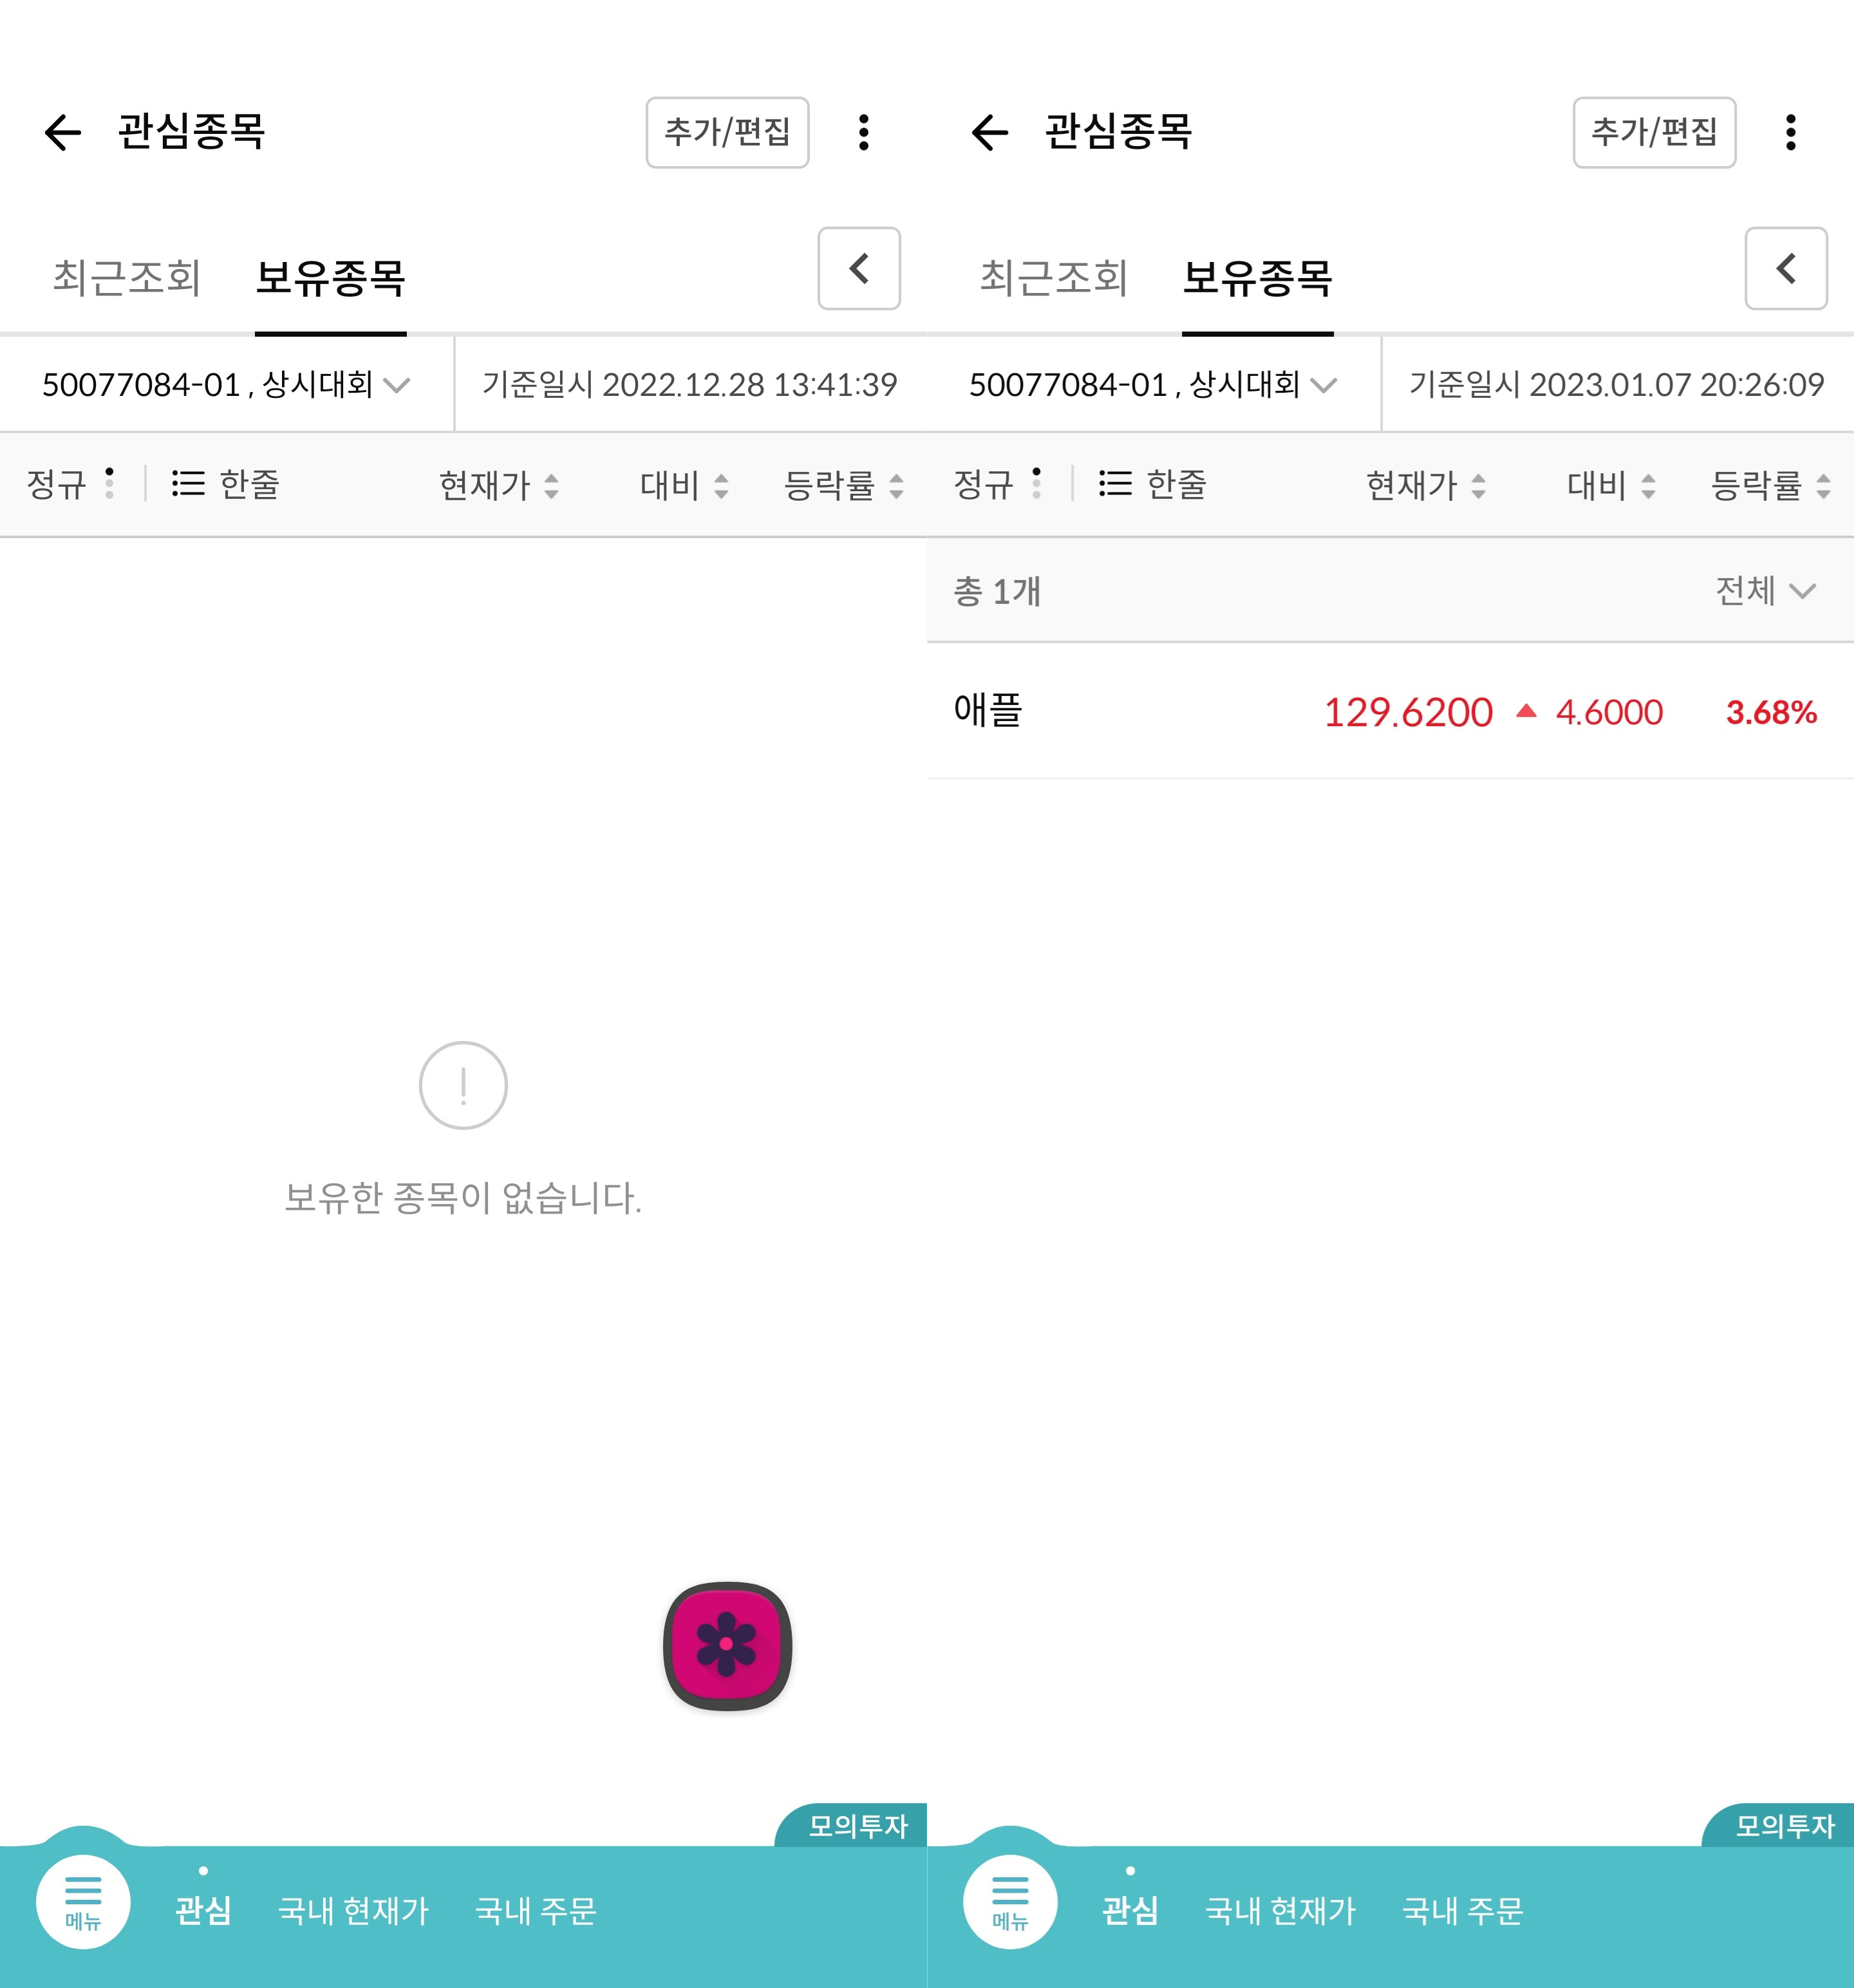 관심종목
추가/편집
최근조회 보유종목
50077084-01 , 상시대회
기준일시 2022.12.28 13:41:39
정규 한줄 현재가 대비 등락률
보유한 종목이 없습니다.
모의투자
메뉴 관심 국내 현재가 국내 주문
관심종목
추가/편집
최근조회 보유종목
50077084-01 , 상시대회
기준일시 2023.01.07 20:26:09
정규 한줄 현재가 대비 등락률
총 1개 전체
애플 129.6200 ▲ 4.6000 3.68%
모의투자
메뉴 관심 국내 현재가 국내 주문